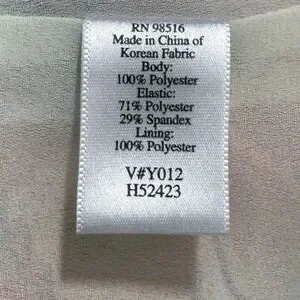 RN 98516
Made in China of
Korean Fabric
Body:
100% Polyester
Elastic:
71% Polyester
29% Spandex
Lining:
100% Polyester
V#Y012
H52423